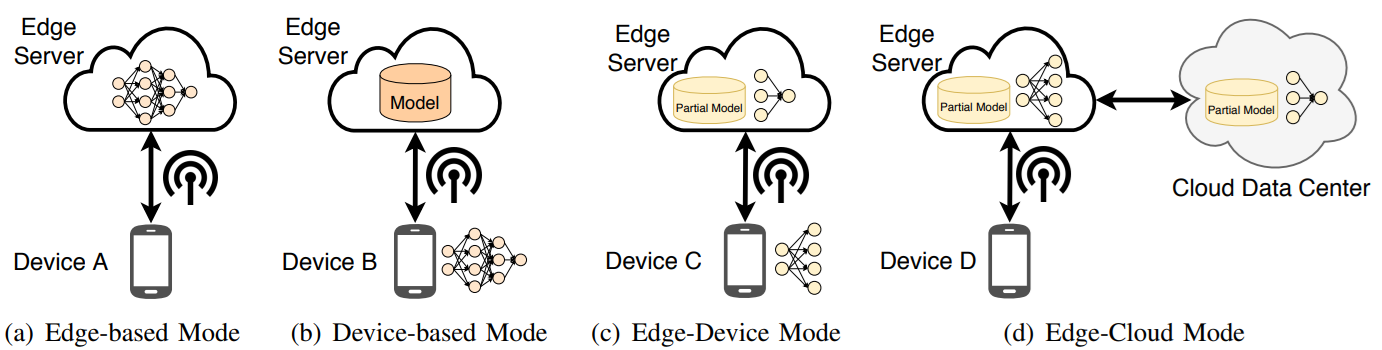 Edge
Server
Device A
(a) Edge-based Mode
Edge
Server
Model
Device B
(b) Device-based Mode
Edge
Server
Partial Model
Device C
(c) Edge-Device Mode
Edge
Server
Partial Model
Device D
Partial Model
Cloud Data Center
(d) Edge-Cloud Mode